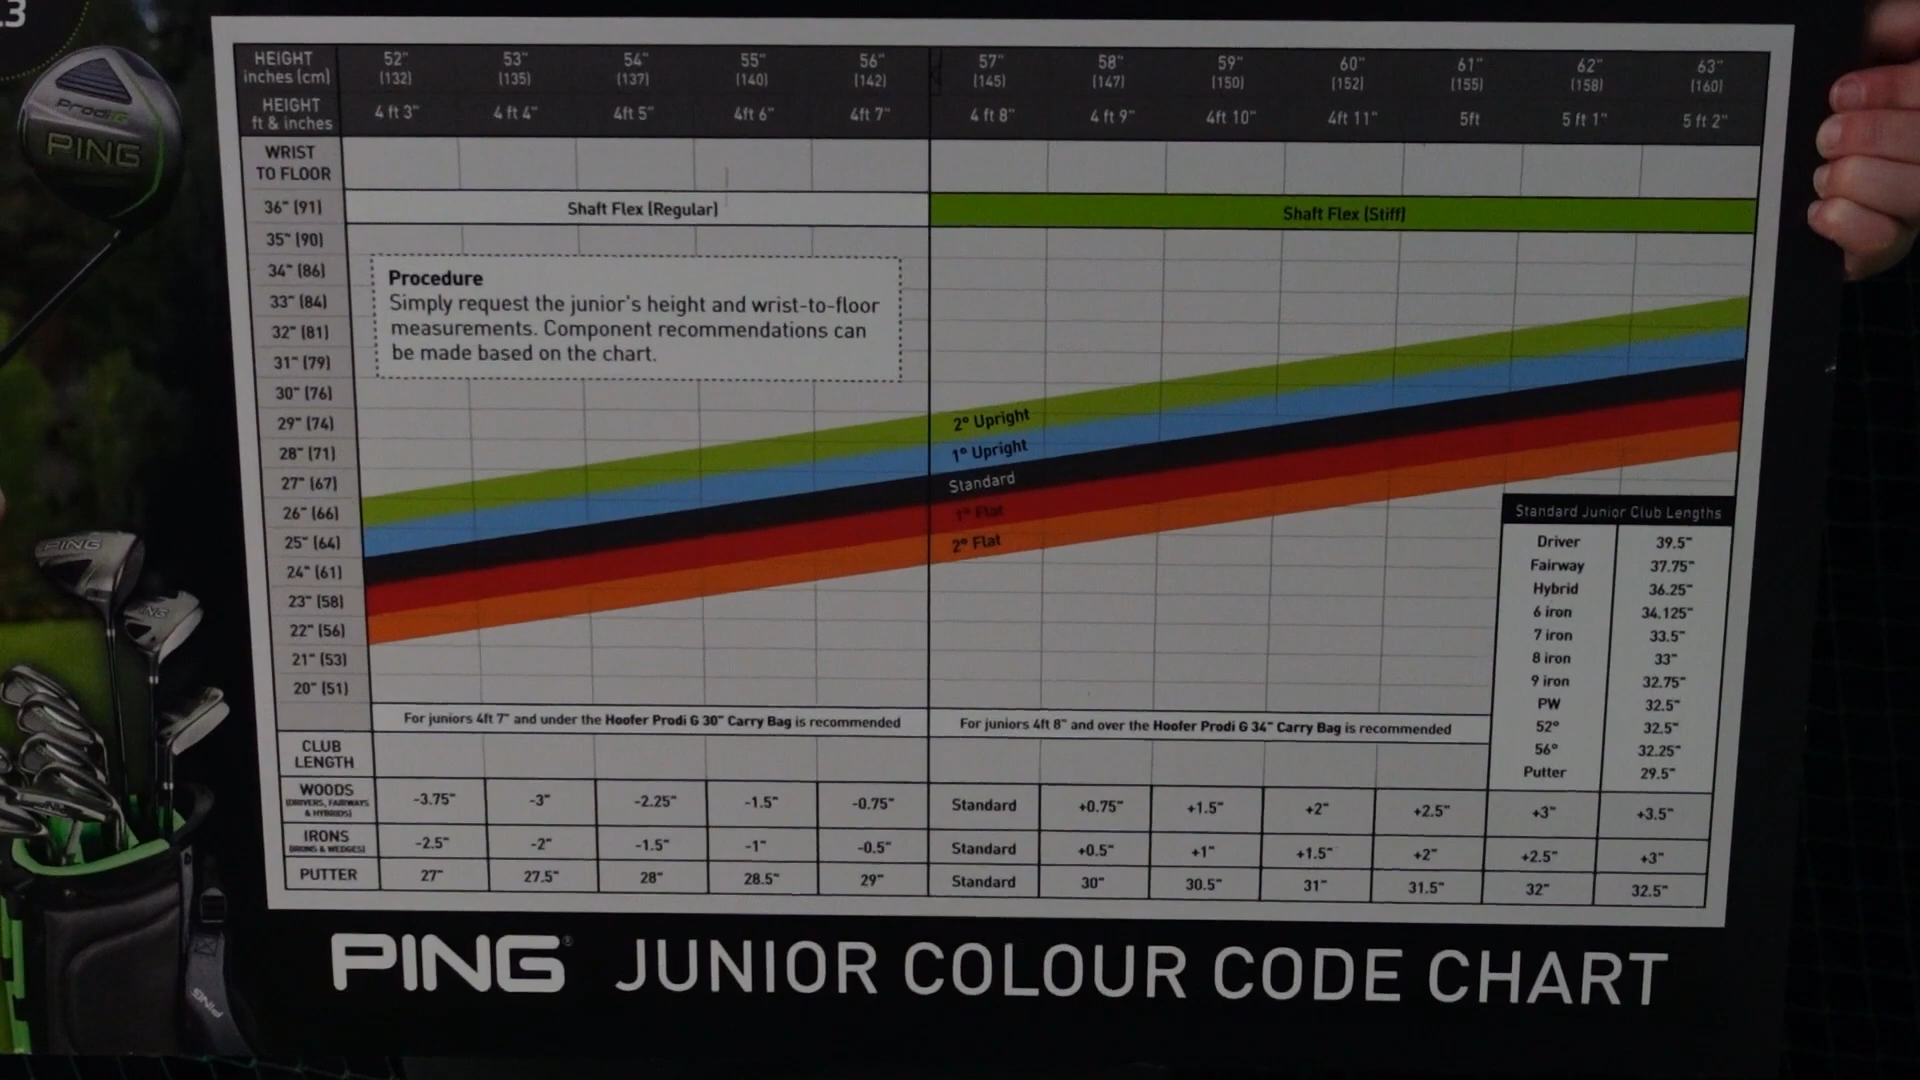 .3
Prodi G
PING
HEIGHT inches (cm) 52" (132) 53" (135) 54" (137) 55" (140) 56" (142) 57" (145) 58" (147) 59" (150) 60" (152) 61" (155) 62" (158) 63" (160)
HEIGHT ft & inches 4 ft 3" 4 ft 4" 4ft 5" 4ft 6" 4ft 7" 4 ft 8" 4 ft 9" 4ft 10" 4ft 11" 5ft 5 ft 1" 5 ft 2"
WRIST
TO FLOOR
36" (91) Shaft Flex (Regular) Shaft Flex (Stiff)
35" (90)
34" (86)
33" (84)
32" (81)
31" (79)
30" (76)
29" (74)
28" (71)
27" (67)
26" (66)
25" (64)
24" (61)
23" (58)
22" (56)
21" (53)
20" (51)
Procedure
Simply request the junior's height and wrist-to-floor
measurements. Component recommendations can
be made based on the chart.
2° Upright
1° Upright
Standard
1° Flat
2° Flat
Standard Junior Club Lengths
Driver 39.5"
Fairway 37.75"
Hybrid 36.25"
6 iron 34.125"
7 iron 33.5"
8 iron 33"
9 iron 32.75"
PW 32.5"
52° 32.5"
56° 32.25"
Putter 29.5"
For juniors 4ft 7" and under the Hoofer Prodi G 30" Carry Bag is recommended
For juniors 4ft 8" and over the Hoofer Prodi G 34" Carry Bag is recommended
CLUB
LENGTH
WOODS (DRIVERS, FAIRWAYS & HYBRIDS) -3.75" -3" -2.25" -1.5" -0.75" Standard +0.75" +1.5" +2" +2.5" +3" +3.5"
IRONS (IRONS & WEDGES) -2.5" -2" -1.5" -1" -0.5" Standard +0.5" +1" +1.5" +2" +2.5" +3"
PUTTER 27" 27.5" 28" 28.5" 29" Standard 30" 30.5" 31" 31.5" 32" 32.5"
PING
PING
PING
PING® JUNIOR COLOUR CODE CHART